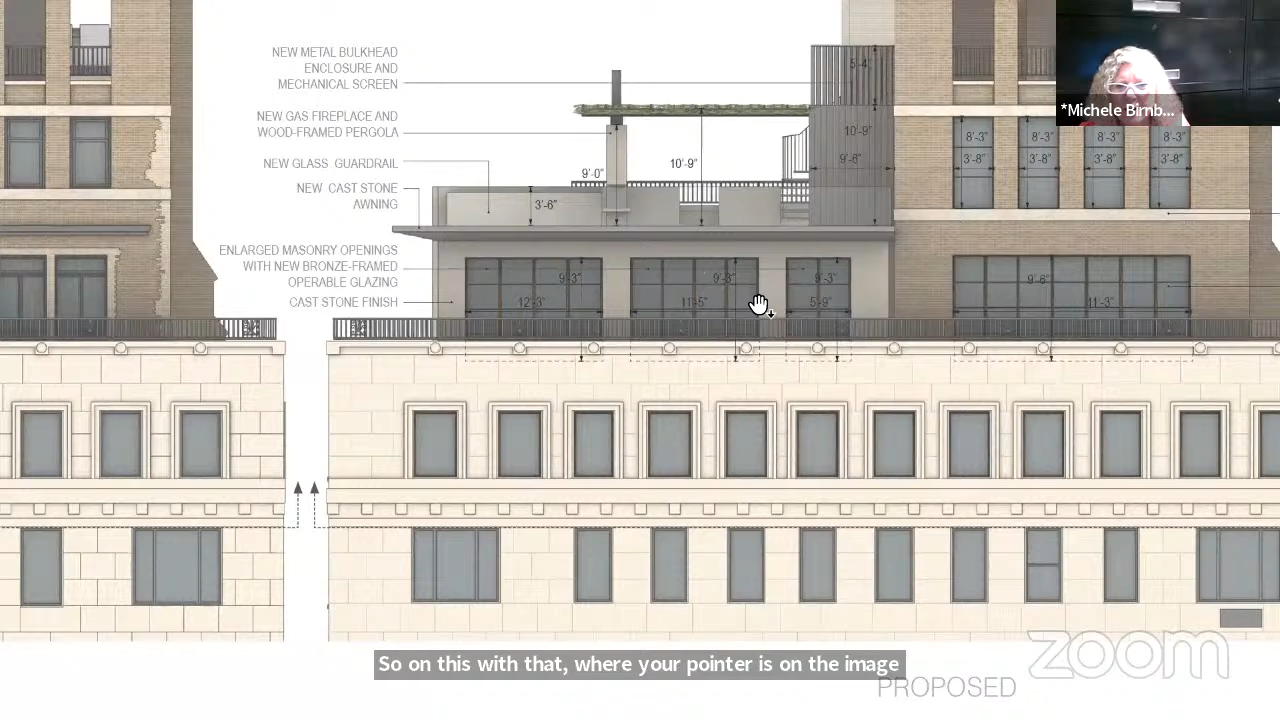 NEW METAL BULKHEAD
ENCLOSURE AND
MECHANICAL SCREEN
NEW GAS FIREPLACE AND
WOOD-FRAMED PERGOLA
NEW GLASS GUARDRAIL
NEW CAST STONE
AWNING
ENLARGED MASONRY OPENINGS
WITH NEW BRONZE-FRAMED
OPERABLE GLAZING
CAST STONE FINISH
5'-4"
10'-9"
9'-6"
10'-9"
9'-0"
3'-6"
9'-3"
12'-3"
9'-3"
11'-5"
9'-3"
5'-9"
8'-3" 8'-3" 8'-3" 8'-3"
3'-8" 3'-8" 3'-8" 3'-8"
9'-6"
11'-3"
*Michele Birnb...
So on this with that, where your pointer is on the image
PROPOSED
zoom